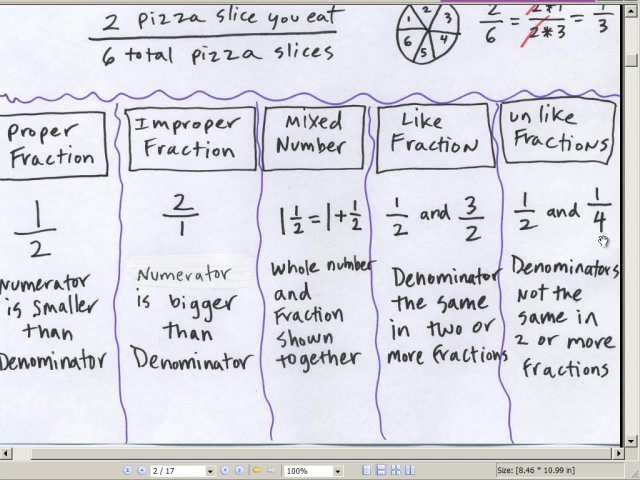 2 pizza slice you eat
6 total pizza slices
1 2 3 4 5 6
2/6 = 2*1/2*3 = 1/3
Proper
Fraction
1/2
Numerator
is smaller
than
Denominator
Improper
Fraction
2/1
Numerator
is bigger
than
Denominator
Mixed
Number
1 1/2 = 1 + 1/2
Whole number
and
Fraction
shown
together
Like
Fraction
1/2 and 3/2
Denominator
the same
in two or
more fractions
unlike
Fractions
1/2 and 1/4
Denominators
Not the
same in
2 or more
fractions
2 / 17
100%
Size: [8.46 * 10.99 in]